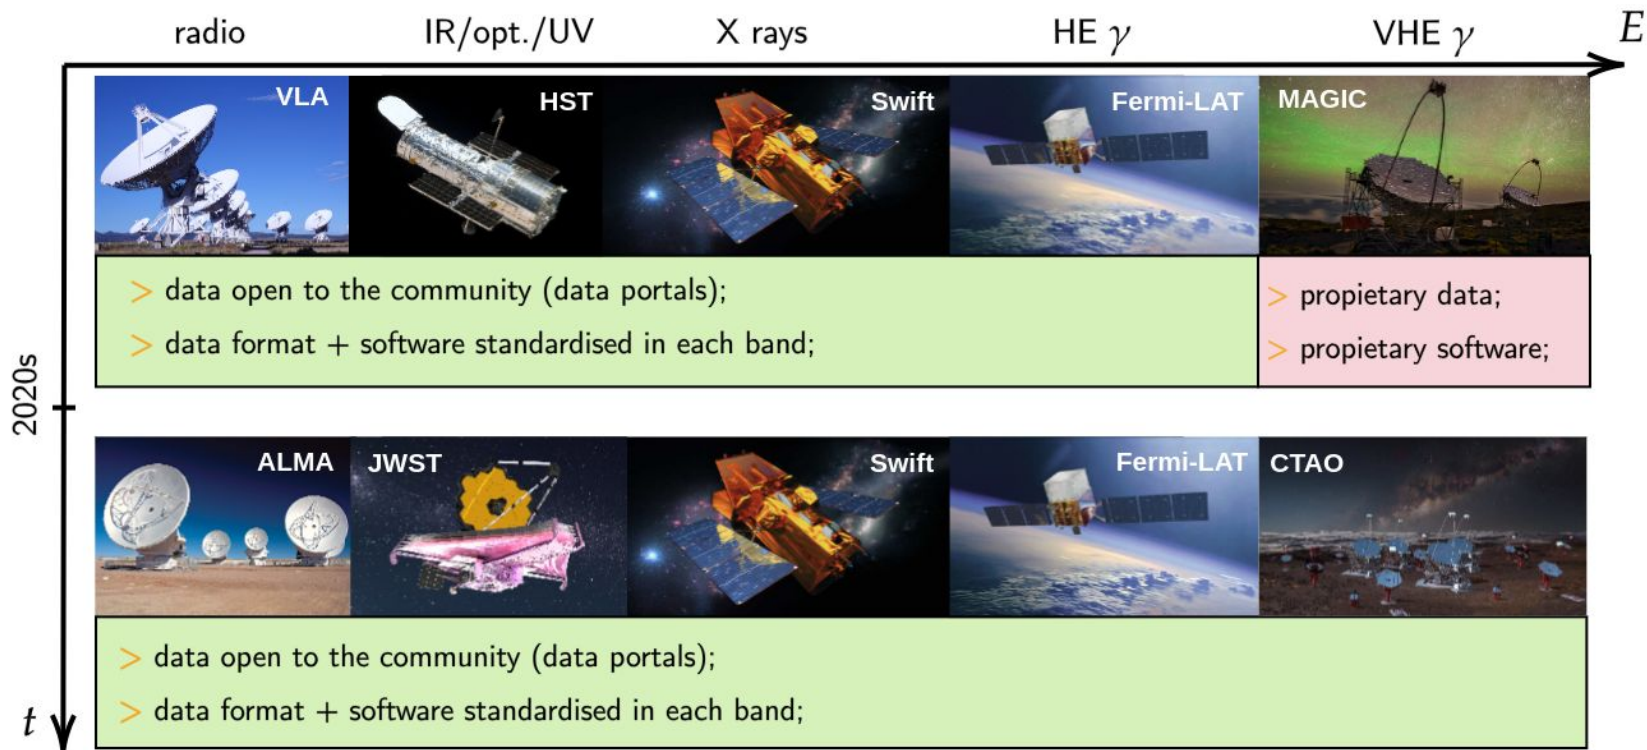 radio IR/opt./UV X rays HE γ VHE γ E
VLA HST Swift Fermi-LAT MAGIC
> data open to the community (data portals);
> data format + software standardised in each band;
> propietary data;
> propietary software;
2020s
ALMA JWST Swift Fermi-LAT CTAO
> data open to the community (data portals);
> data format + software standardised in each band;
t